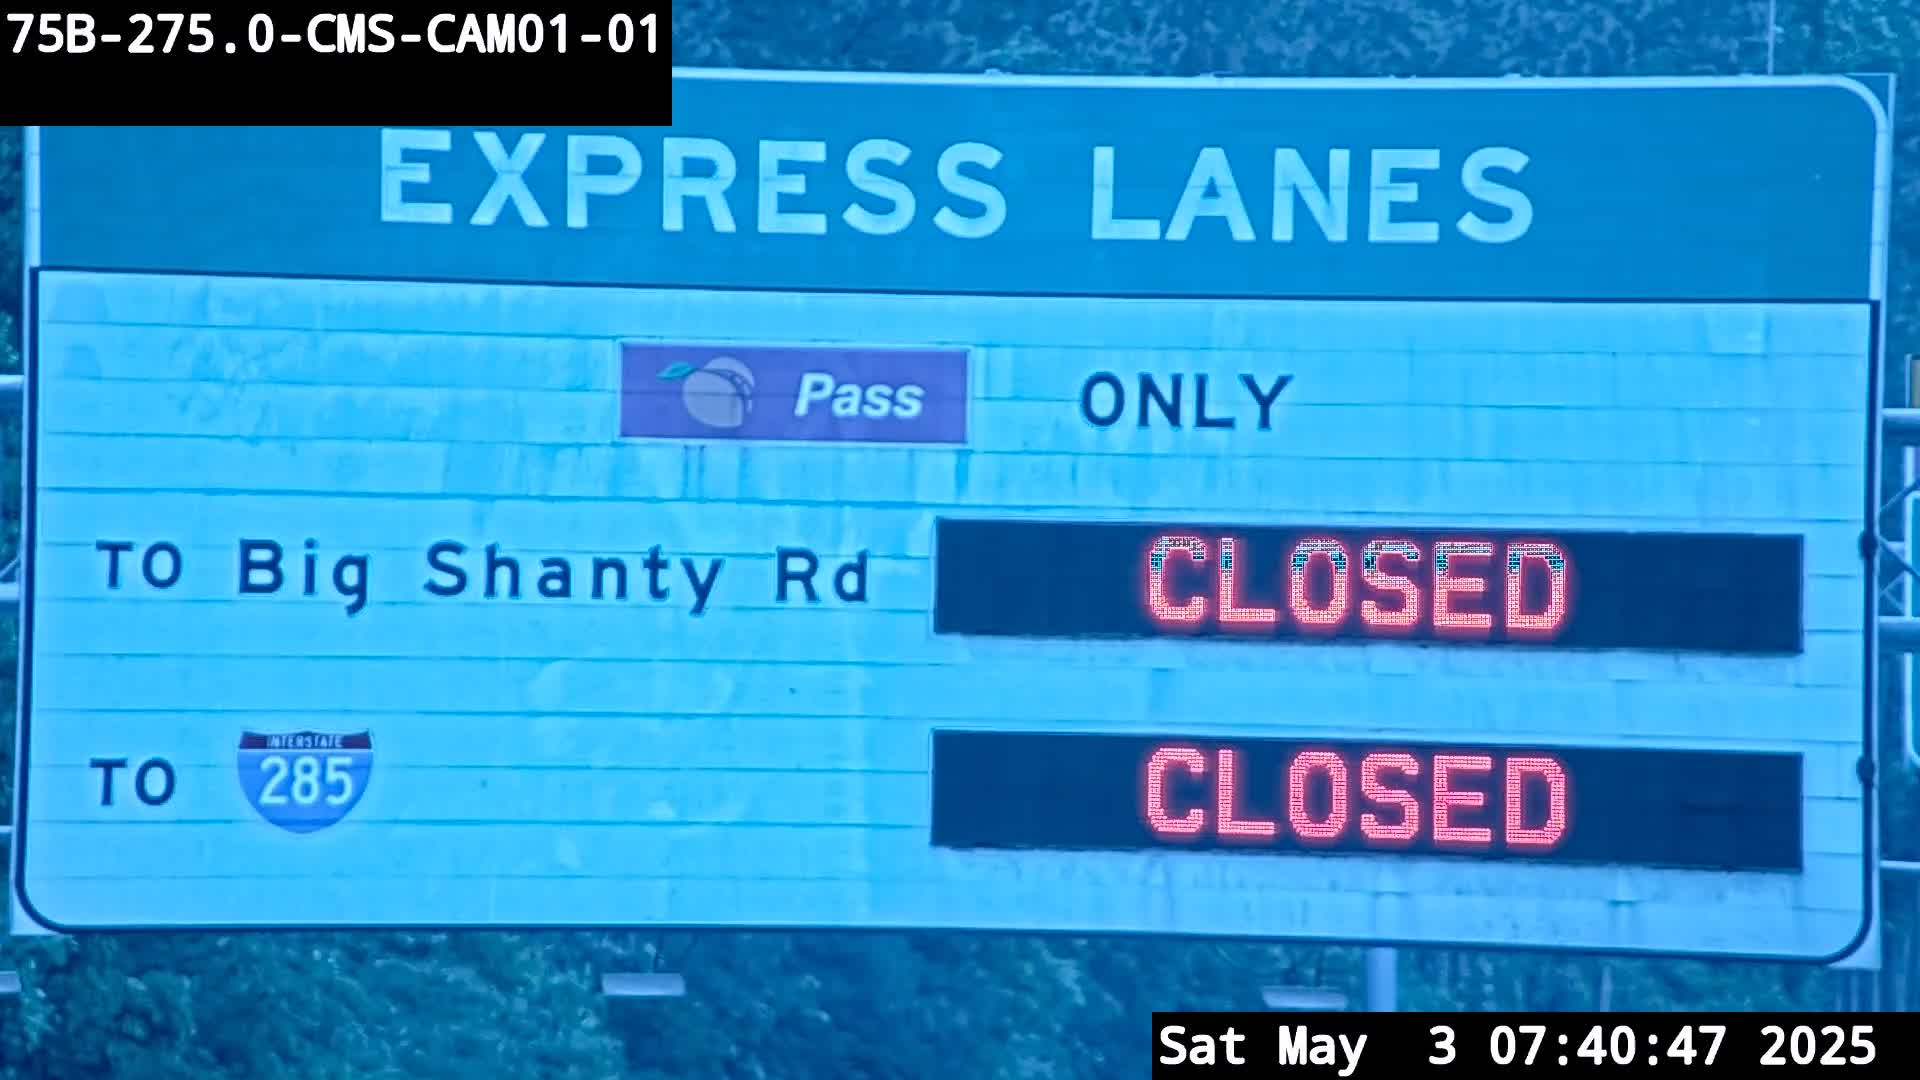 75B-275.0-CMS-CAM01-01
EXPRESS LANES
Pass ONLY
TO Big Shanty Rd CLOSED
TO INTERSTATE 285 CLOSED
Sat May 3 07:40:47 2025